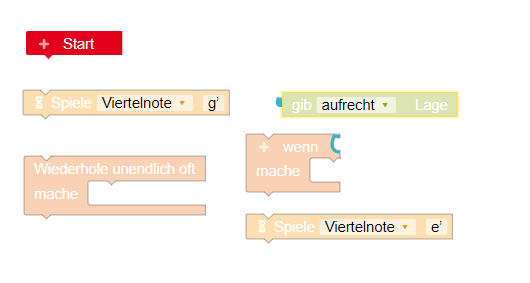 + Start
Spiele Viertelnote g’
gib aufrecht Lage
Wiederhole unendlich oft
mache
+ wenn
mache
Spiele Viertelnote e’